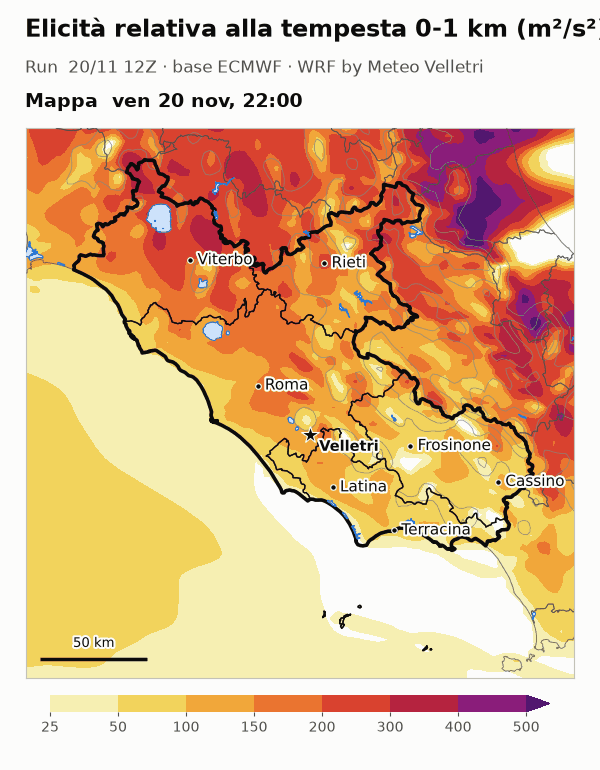 Elicità relativa alla tempesta 0-1 km (m²/s²)
Run  20/11 12Z · base ECMWF · WRF by Meteo Velletri
Mappa  ven 20 nov, 22:00
Viterbo
Rieti
Roma
Velletri
Frosinone
Latina
Cassino
Terracina
50 km
25 50 100 150 200 300 400 500